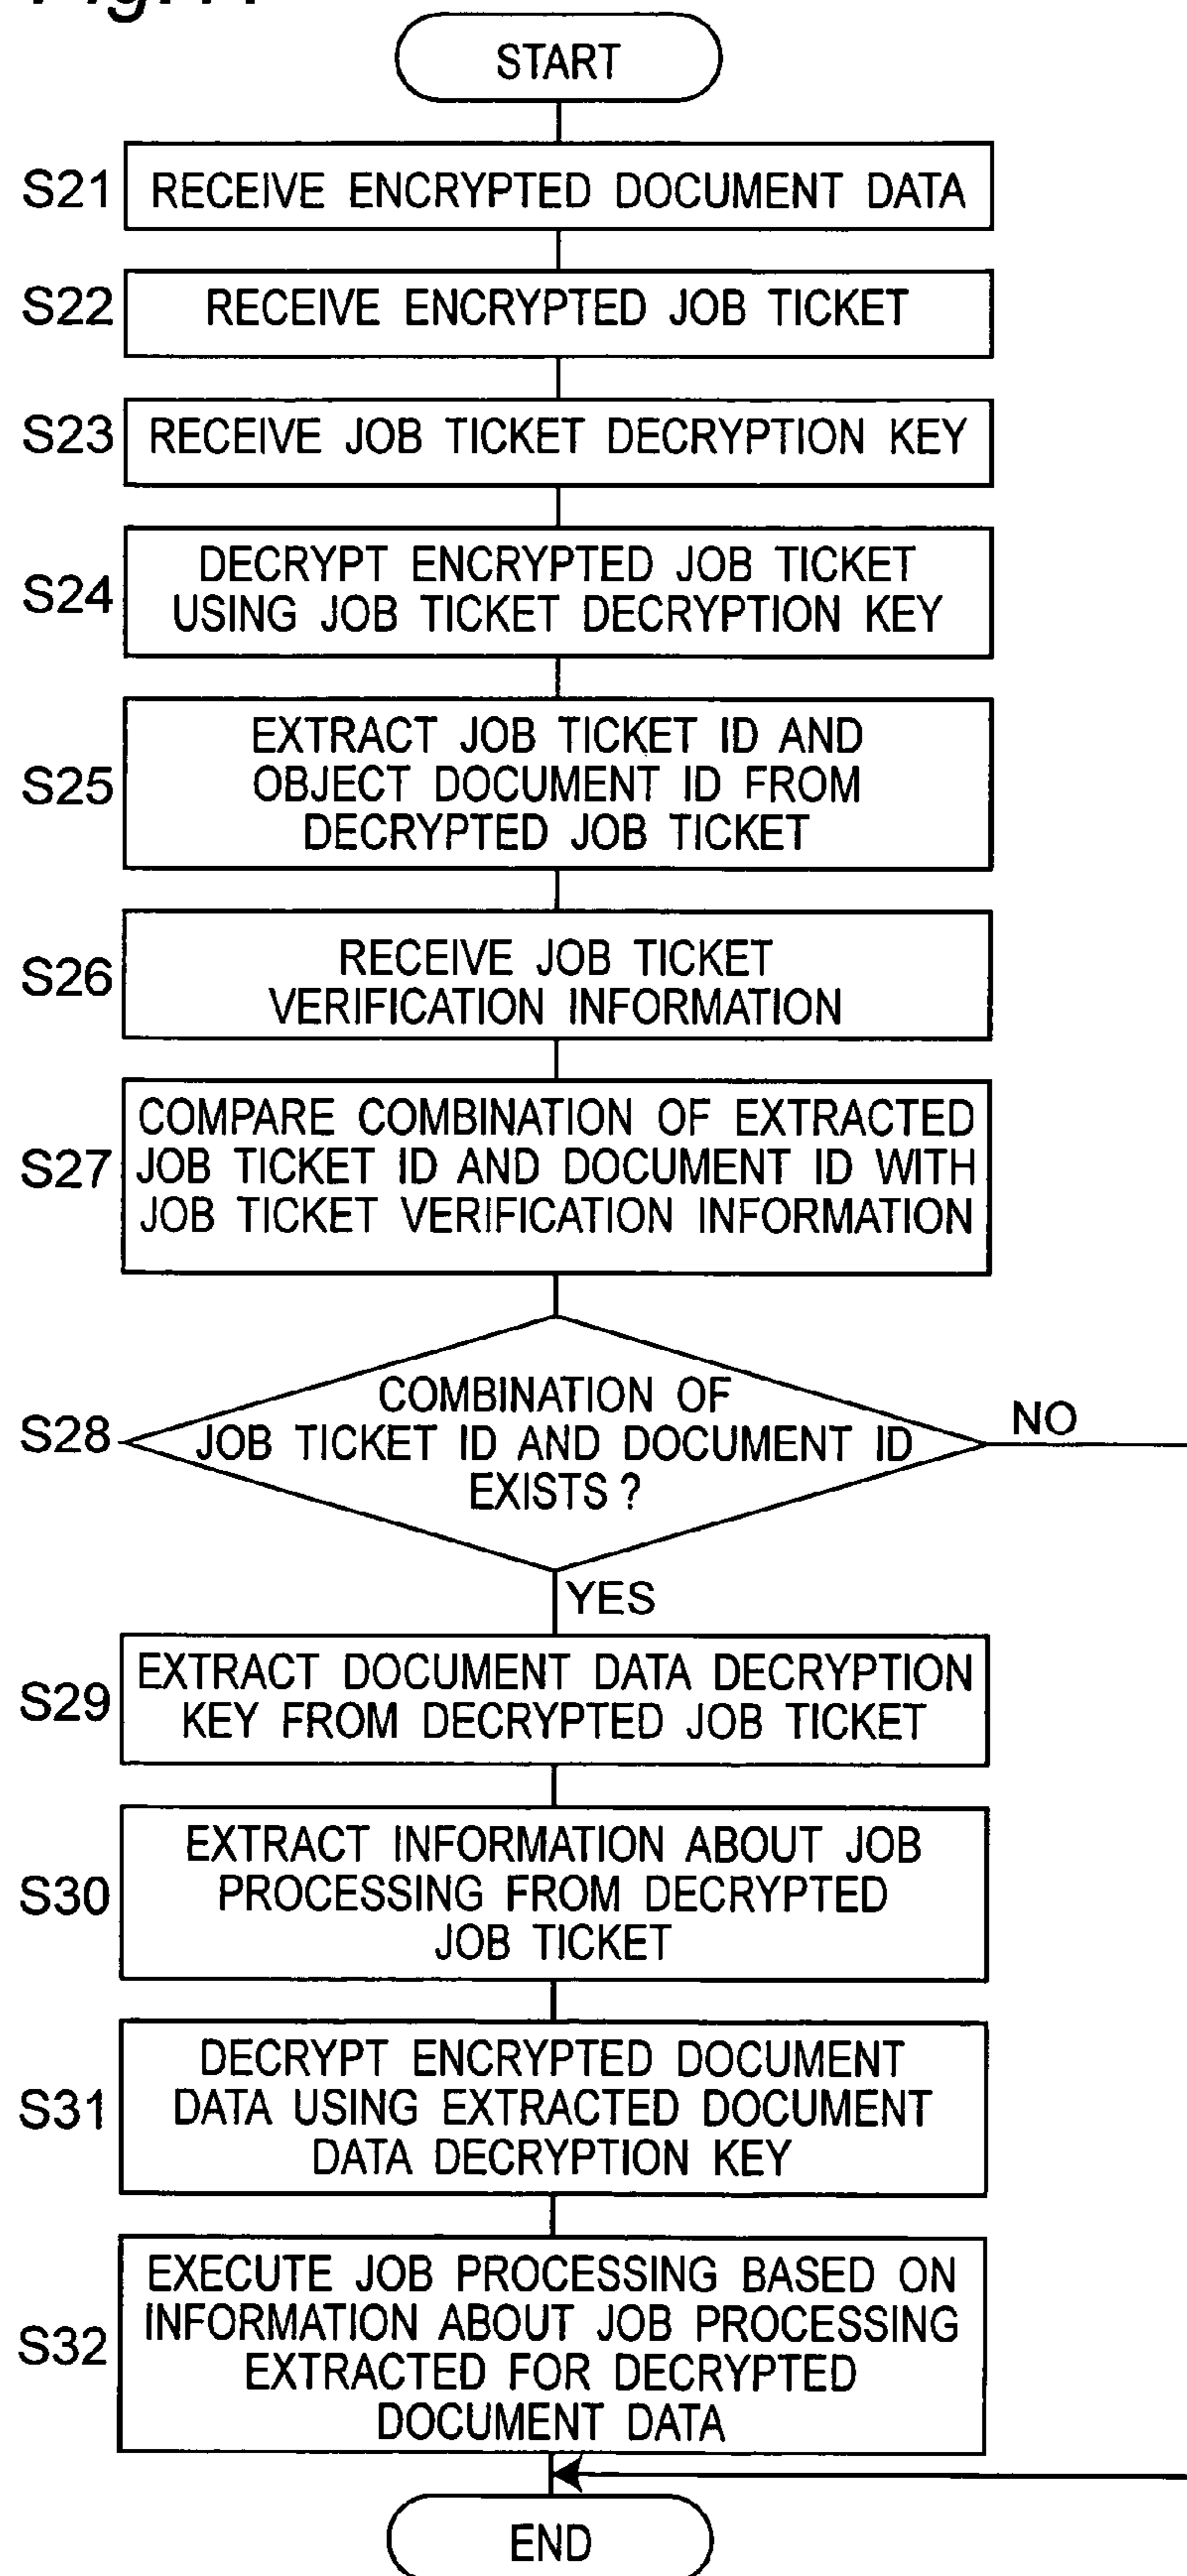 START
S21 RECEIVE ENCRYPTED DOCUMENT DATA
S22 RECEIVE ENCRYPTED JOB TICKET
S23 RECEIVE JOB TICKET DECRYPTION KEY
S24
DECRYPT ENCRYPTED JOB TICKET
USING JOB TICKET DECRYPTION KEY
S25
EXTRACT JOB TICKET ID AND
OBJECT DOCUMENT ID FROM
DECRYPTED JOB TICKET
S26
RECEIVE JOB TICKET
VERIFICATION INFORMATION
S27
COMPARE COMBINATION OF EXTRACTED
JOB TICKET ID AND DOCUMENT ID WITH
JOB TICKET VERIFICATION INFORMATION
S28
COMBINATION OF
JOB TICKET ID AND DOCUMENT ID
EXISTS ?
NO
YES
S29
EXTRACT DOCUMENT DATA DECRYPTION
KEY FROM DECRYPTED JOB TICKET
S30
EXTRACT INFORMATION ABOUT JOB
PROCESSING FROM DECRYPTED
JOB TICKET
S31
DECRYPT ENCRYPTED DOCUMENT
DATA USING EXTRACTED DOCUMENT
DATA DECRYPTION KEY
S32
EXECUTE JOB PROCESSING BASED ON
INFORMATION ABOUT JOB PROCESSING
EXTRACTED FOR DECRYPTED
DOCUMENT DATA
END